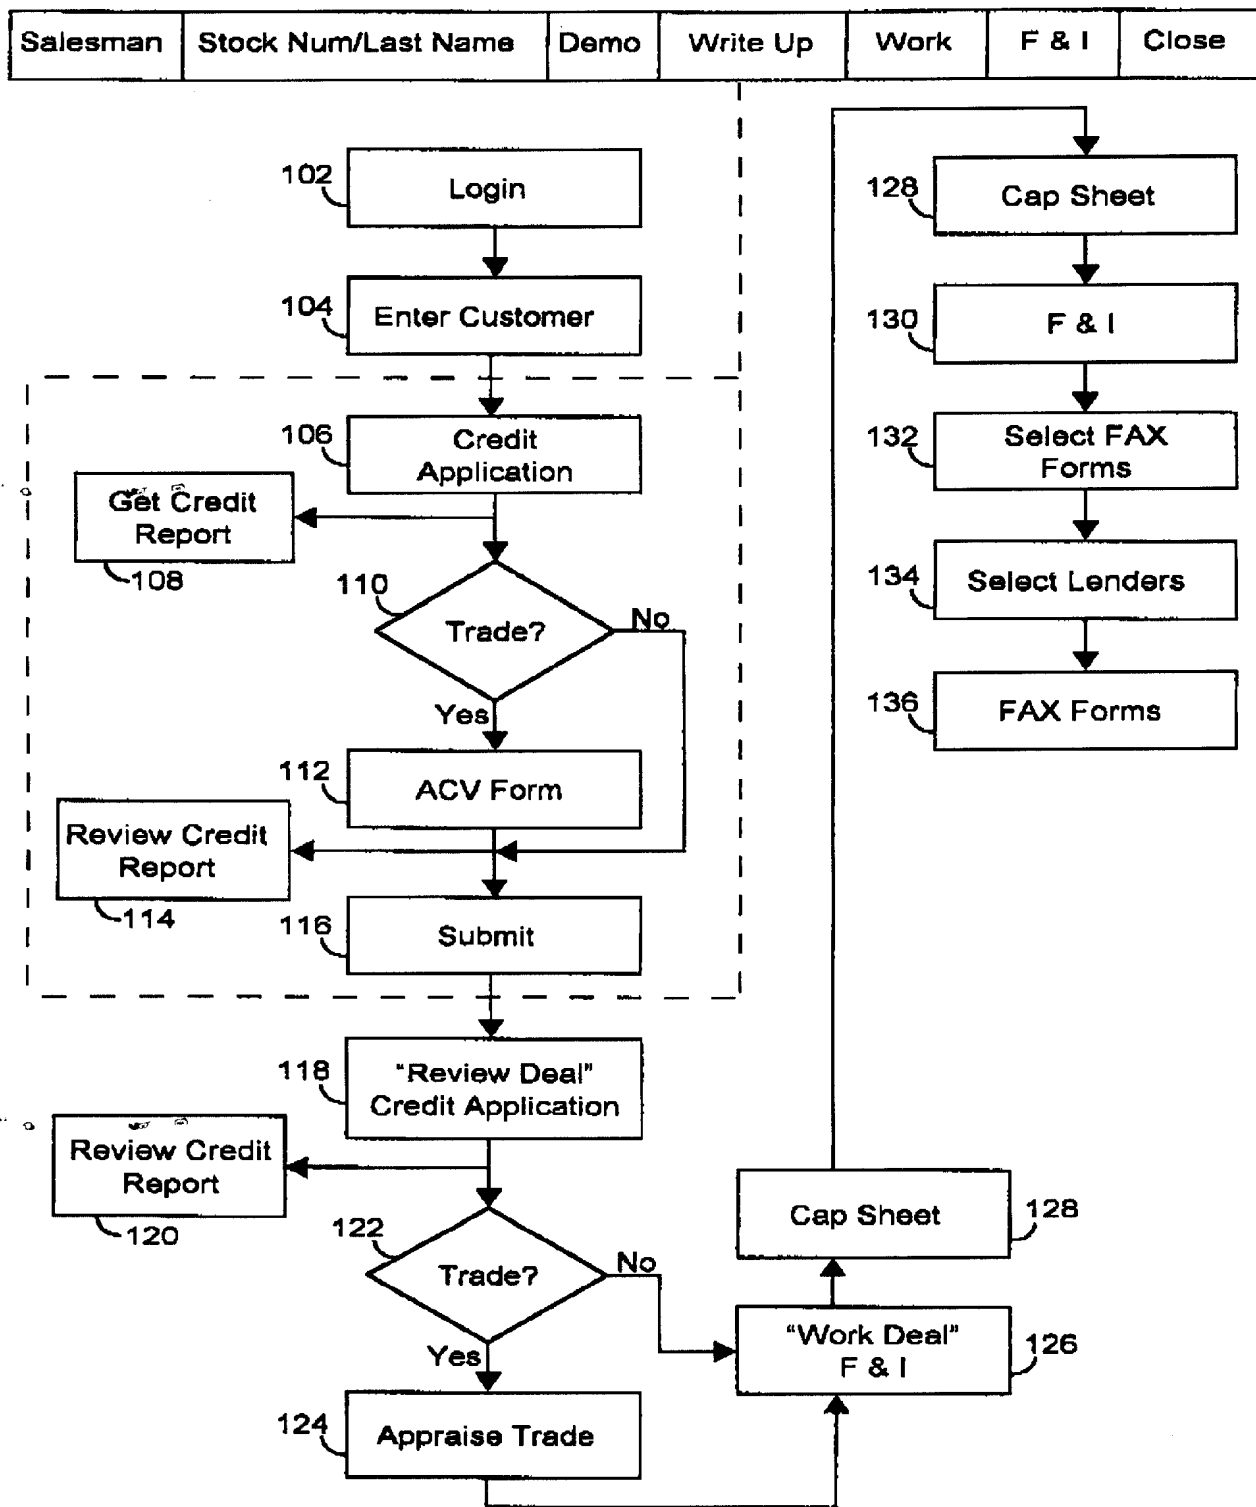 Salesman Stock Num/Last Name Demo Write Up Work F & I Close
102
Login
104
Enter Customer
106
Credit
Application
Get Credit
Report
108
110
Trade?
No
Yes
112
ACV Form
Review Credit
Report
114
116
Submit
118
"Review Deal"
Credit Application
Review Credit
Report
120
122
Trade?
No
Yes
124
Appraise Trade
"Work Deal"
F & I
126
Cap Sheet
128
128
Cap Sheet
130
F & I
132
Select FAX
Forms
134
Select Lenders
136
FAX Forms